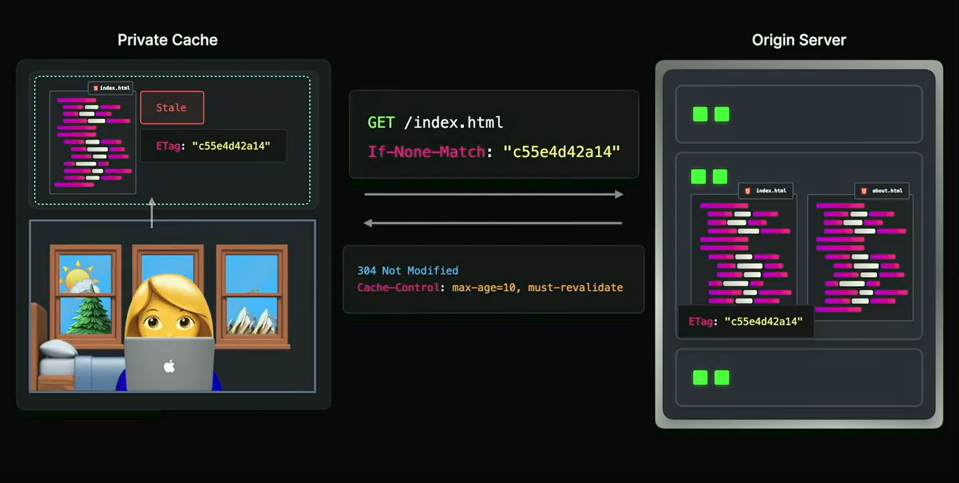 Private Cache
Origin Server
index.html
Stale
ETag: "c55e4d42a14"
GET /index.html
If-None-Match: "c55e4d42a14"
304 Not Modified
Cache-Control: max-age=10, must-revalidate
index.html
about.html
ETag: "c55e4d42a14"